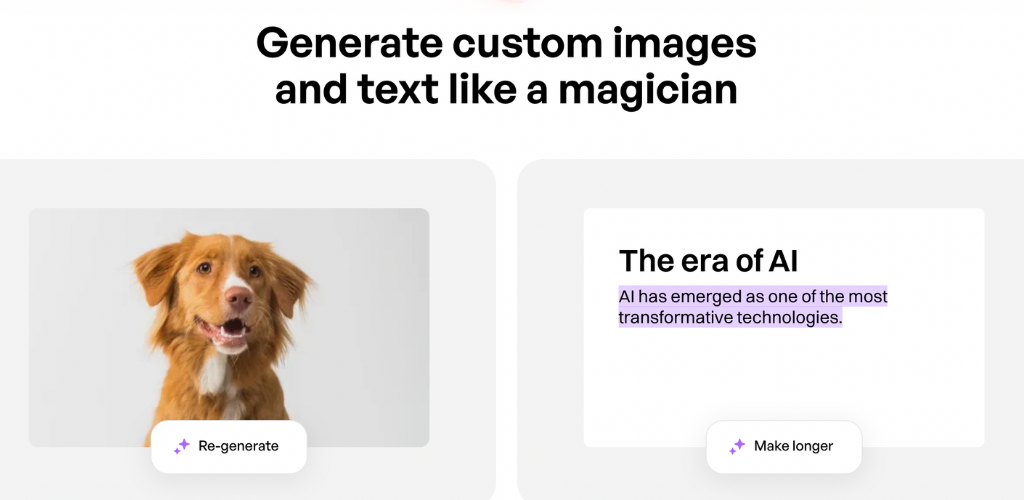 Generate custom images
and text like a magician
Re-generate
The era of AI
AI has emerged as one of the most
transformative technologies.
Make longer